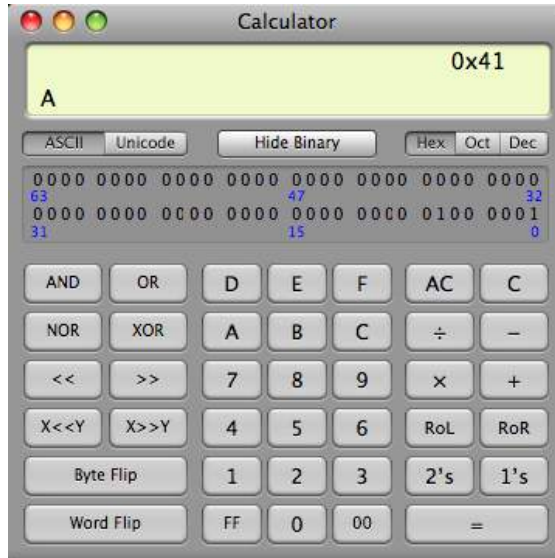 Calculator
0x41
A
ASCII Unicode Hide Binary Hex Oct Dec
0000 0000 0000 0000 0000 0000 0000 0000
63 47 32
0000 0000 0000 0000 0000 0000 0100 0001
31 15 0
AND OR D E F AC C
NOR XOR A B C ÷ −
<< >> 7 8 9 × +
X<<Y X>>Y 4 5 6 RoL RoR
Byte Flip 1 2 3 2's 1's
Word Flip FF 0 00 =